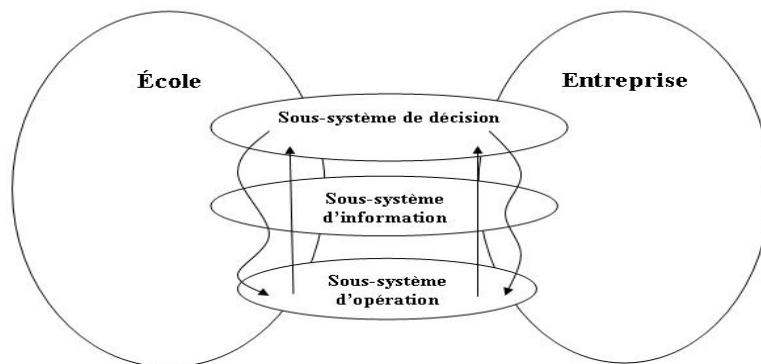 École
Entreprise
Sous-système de décision
Sous-système
d'information
Sous-système
d'opération